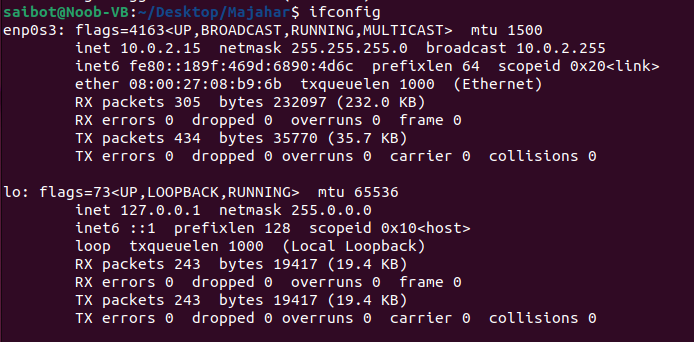 saibot@Noob-VB:~/Desktop/Majahar$ ifconfig
enp0s3: flags=4163<UP,BROADCAST,RUNNING,MULTICAST>  mtu 1500
        inet 10.0.2.15  netmask 255.255.255.0  broadcast 10.0.2.255
        inet6 fe80::189f:469d:6890:4d6c  prefixlen 64  scopeid 0x20<link>
        ether 08:00:27:08:b9:6b  txqueuelen 1000  (Ethernet)
        RX packets 305  bytes 232097 (232.0 KB)
        RX errors 0  dropped 0  overruns 0  frame 0
        TX packets 434  bytes 35770 (35.7 KB)
        TX errors 0  dropped 0 overruns 0  carrier 0  collisions 0

lo: flags=73<UP,LOOPBACK,RUNNING>  mtu 65536
        inet 127.0.0.1  netmask 255.0.0.0
        inet6 ::1  prefixlen 128  scopeid 0x10<host>
        loop  txqueuelen 1000  (Local Loopback)
        RX packets 243  bytes 19417 (19.4 KB)
        RX errors 0  dropped 0  overruns 0  frame 0
        TX packets 243  bytes 19417 (19.4 KB)
        TX errors 0  dropped 0 overruns 0  carrier 0  collisions 0